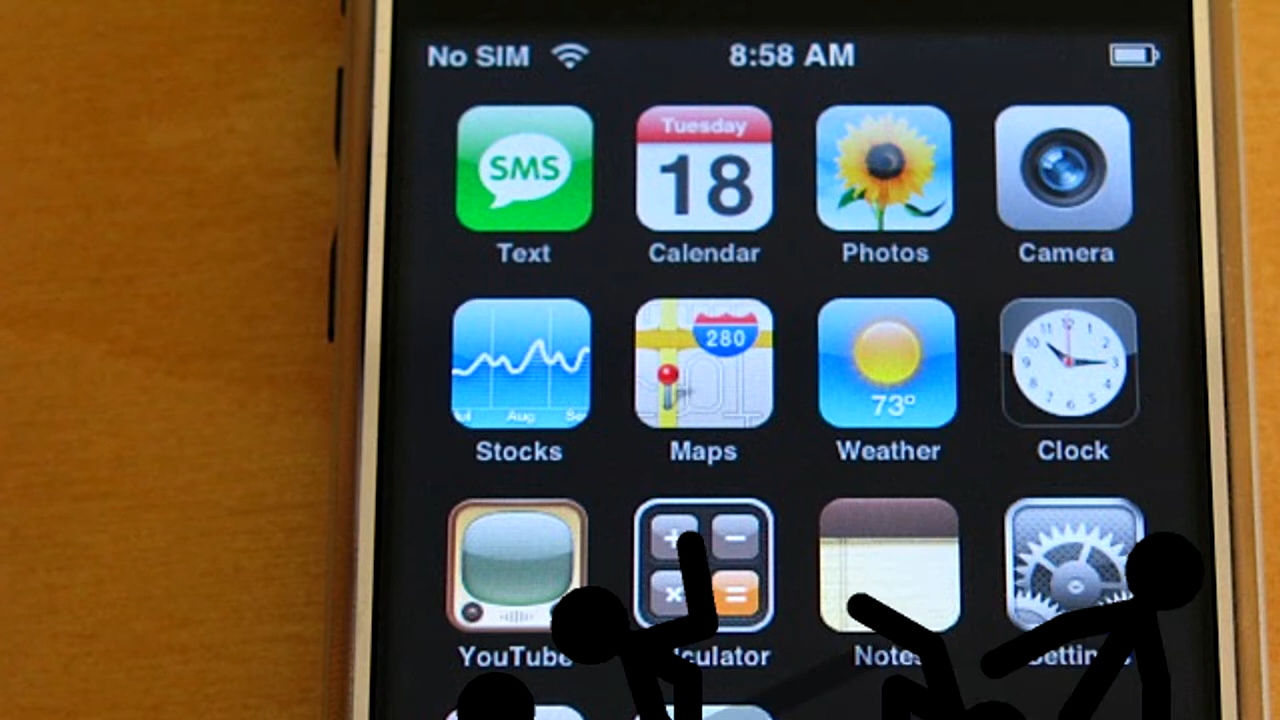 No SIM 8:58 AM
SMS Tuesday 18
Text Calendar Photos Camera
280 73°
Aug
Stocks Maps Weather Clock
+ −
× =
YouTube Notes